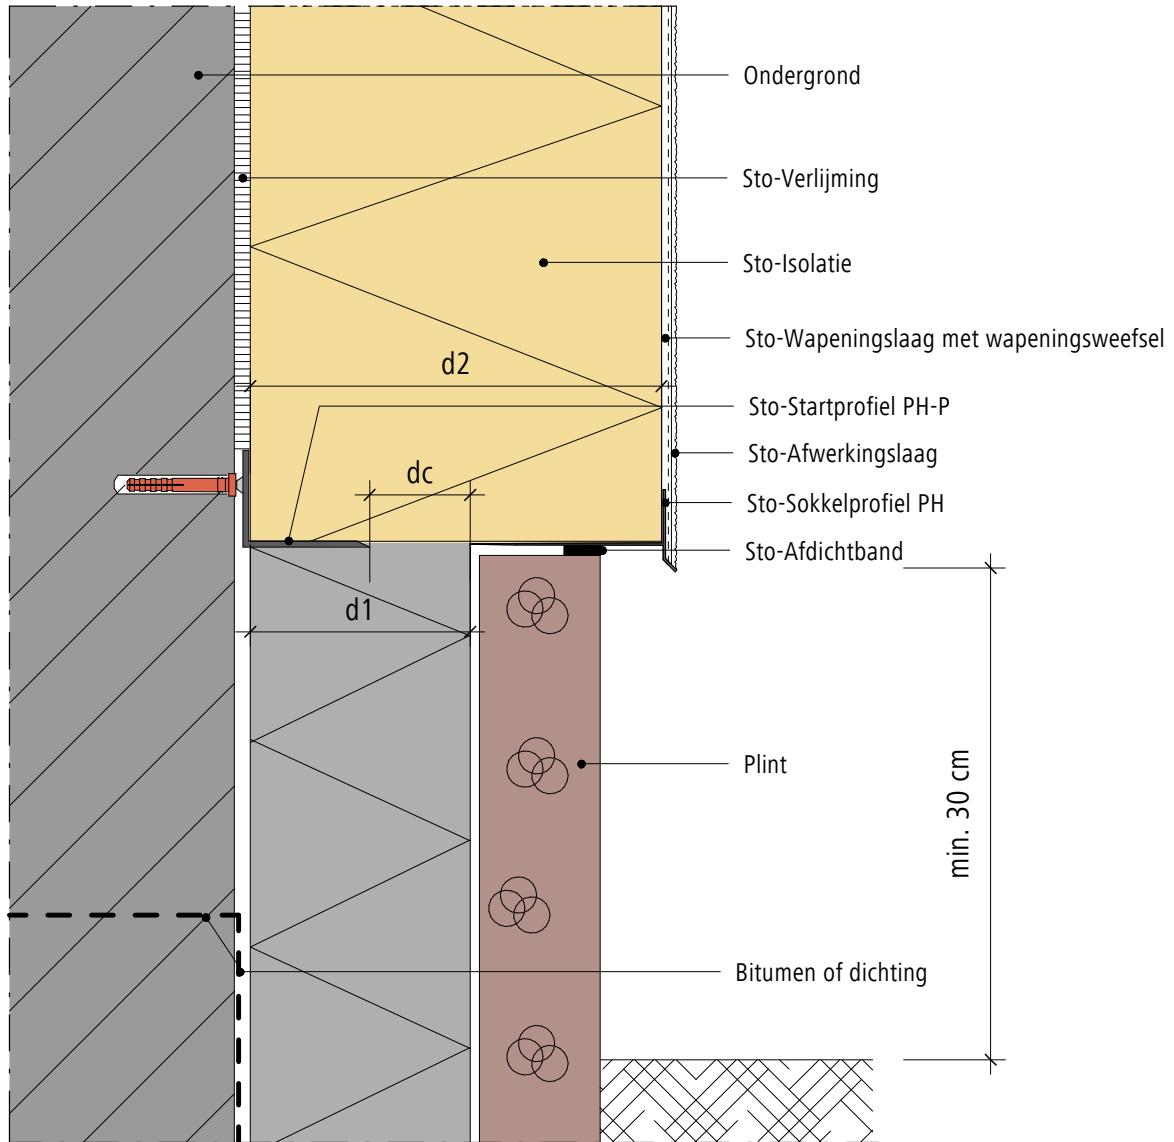 Ondergrond
Sto-Verlijming
Sto-Isolatie
Sto-Wapeningslaag met wapeningsweefsel
d2
Sto-Startprofiel PH-P
Sto-Afwerkingslaag
dc
Sto-Sokkelprofiel PH
Sto-Afdichtband
d1
Plint
min. 30 cm
Bitumen of dichting